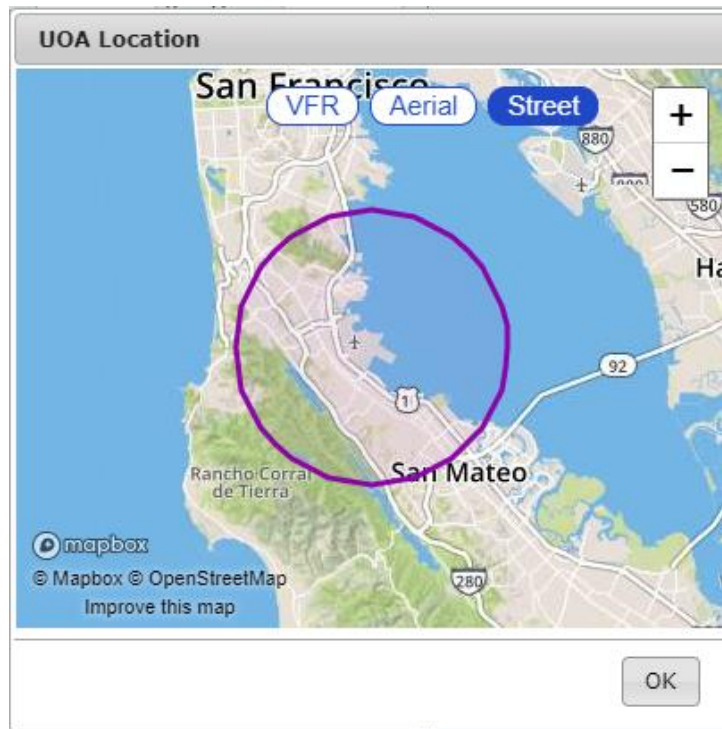 UOA Location
San Francisco
VFR
Aerial
Street
+
−
880
580
Ha
92
1
San Mateo
Rancho Corral
de Tierra
mapbox
© Mapbox © OpenStreetMap
Improve this map
280
OK